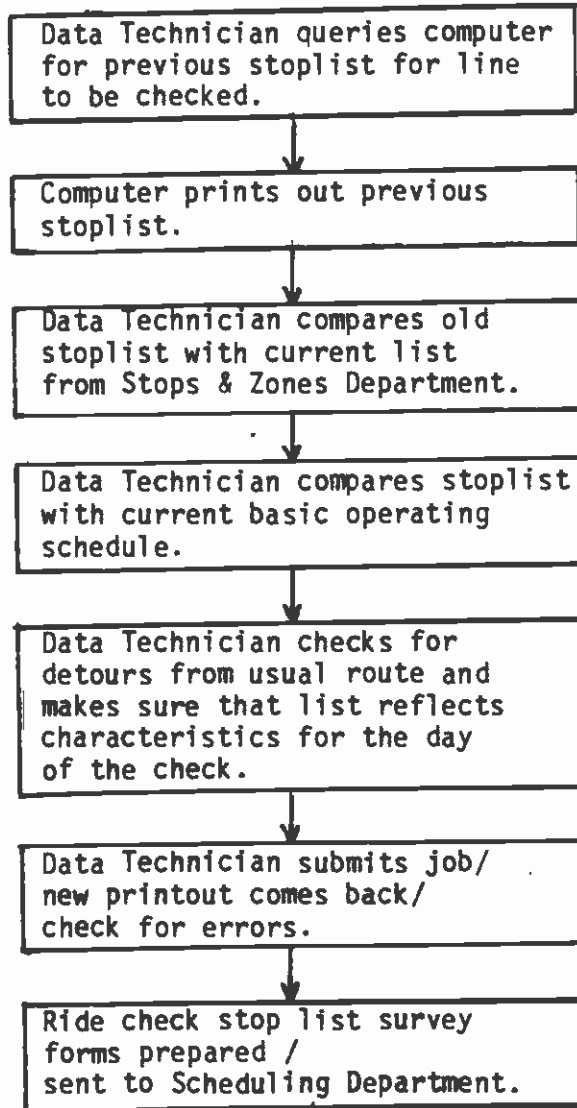 Data Technician queries computer
for previous stoplist for line
to be checked.
Computer prints out previous
stoplist.
Data Technician compares old
stoplist with current list
from Stops & Zones Department.
Data Technician compares stoplist
with current basic operating
schedule.
Data Technician checks for
detours from usual route and
makes sure that list reflects
characteristics for the day
of the check.
Data Technician submits job/
new printout comes back/
check for errors.
Ride check stop list survey
forms prepared /
sent to Scheduling Department.